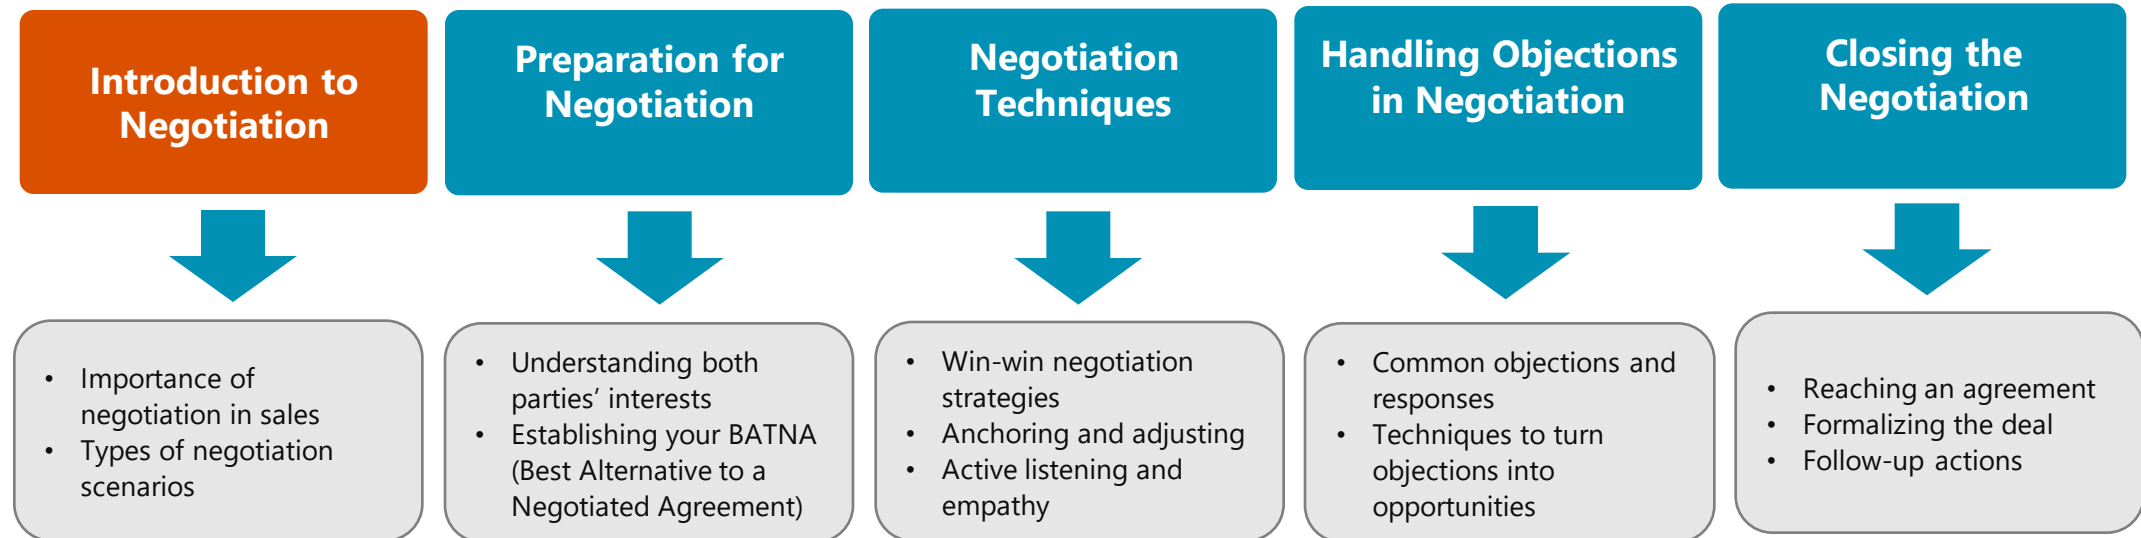 Introduction to
Negotiation
• Importance of
negotiation in sales
• Types of negotiation
scenarios
Preparation for
Negotiation
• Understanding both
parties’ interests
• Establishing your BATNA
(Best Alternative to a
Negotiated Agreement)
Negotiation
Techniques
• Win-win negotiation
strategies
• Anchoring and adjusting
• Active listening and
empathy
Handling Objections
in Negotiation
• Common objections and
responses
• Techniques to turn
objections into
opportunities
Closing the
Negotiation
• Reaching an agreement
• Formalizing the deal
• Follow-up actions